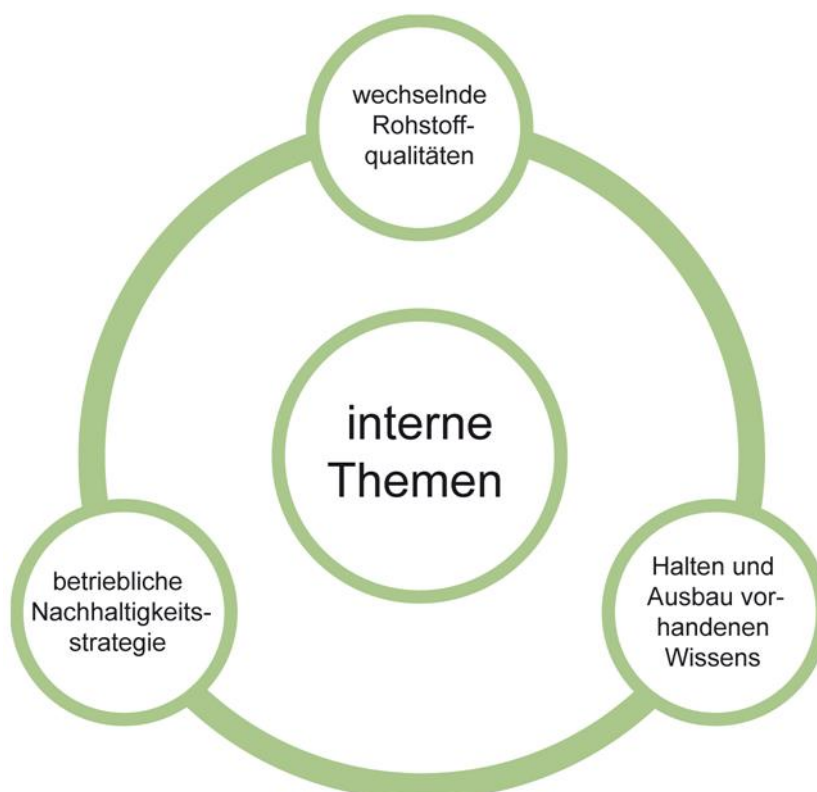 wechselnde
Rohstoff-
qualitäten
interne
Themen
betriebliche
Nachhaltigkeits-
strategie
Halten und
Ausbau vor-
handenen
Wissens